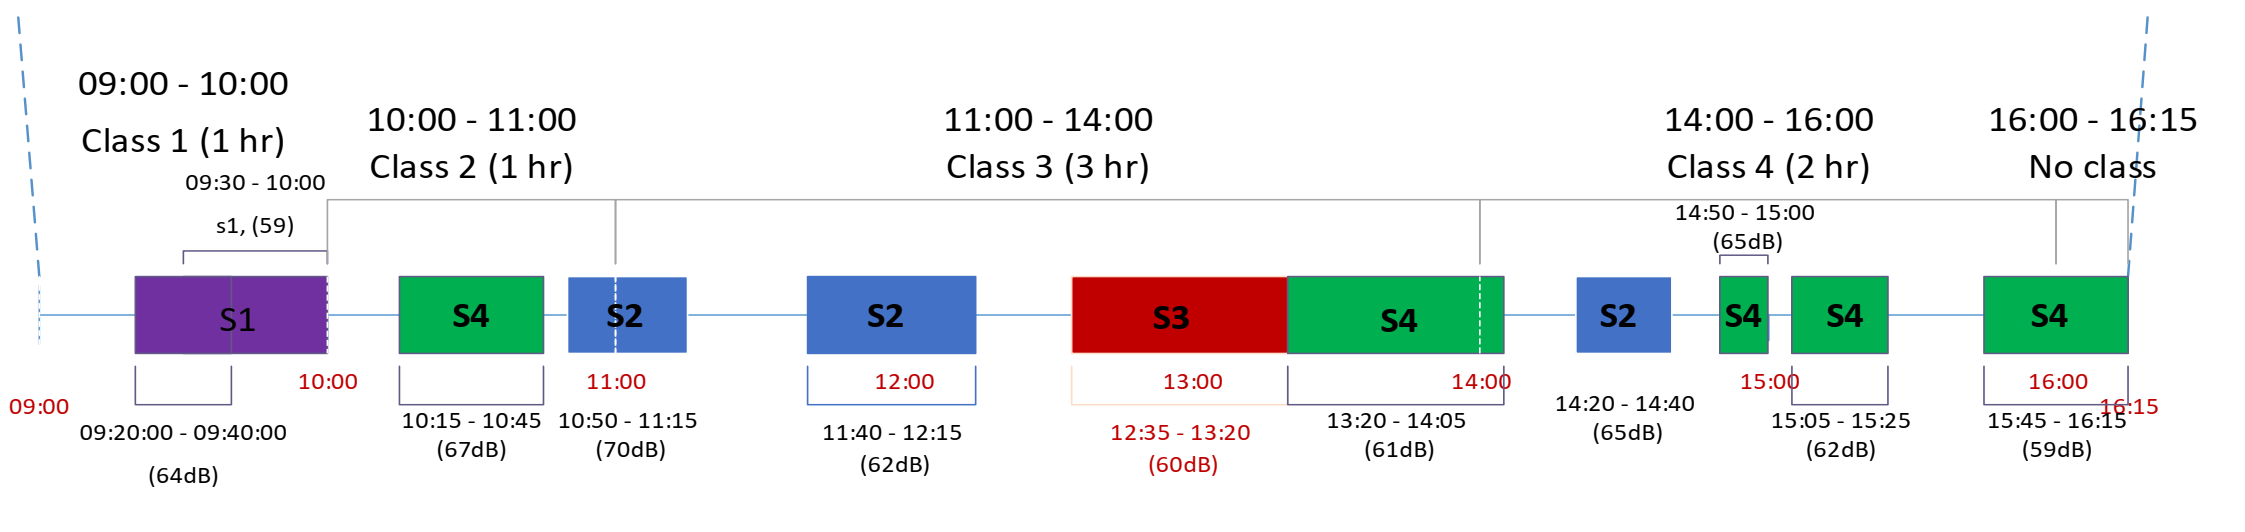 09:00 - 10:00
Class 1 (1 hr)
09:30 - 10:00
s1, (59)
10:00 - 11:00
Class 2 (1 hr)
11:00 - 14:00
Class 3 (3 hr)
14:00 - 16:00
Class 4 (2 hr)
14:50 - 15:00
(65dB)
16:00 - 16:15
No class
S1
S4
S2
S2
S3
S4
S2
S4
S4
S4
09:00
10:00
11:00
12:00
13:00
14:00
15:00
16:00
16:15
09:20:00 - 09:40:00
(64dB)
10:15 - 10:45
(67dB)
10:50 - 11:15
(70dB)
11:40 - 12:15
(62dB)
12:35 - 13:20
(60dB)
13:20 - 14:05
(61dB)
14:20 - 14:40
(65dB)
15:05 - 15:25
(62dB)
15:45 - 16:15
(59dB)